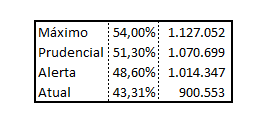 Máximo 54,00% 1.127.052
Prudencial 51,30% 1.070.699
Alerta 48,60% 1.014.347
Atual 43,31% 900.553